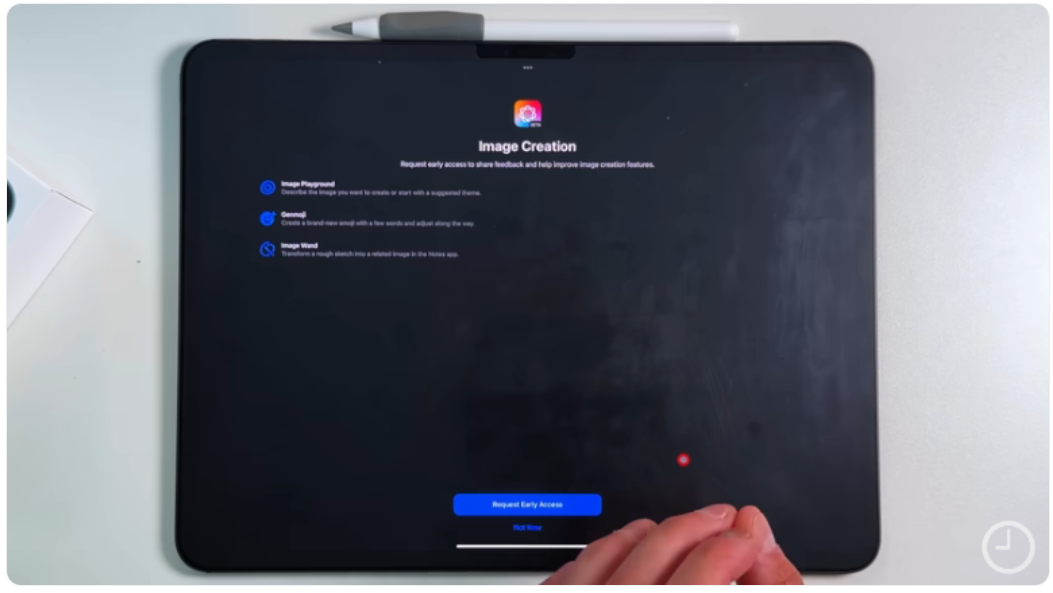 BETA
Image Creation
Request early access to share feedback and help improve image creation features.
Image Playground
Describe the image you want to create or start with a suggested theme.
Genmoji
Create a brand-new emoji with a few words and adjust along the way.
Image Wand
Transform a rough sketch into a related image in the Notes app.
Request Early Access
Not Now